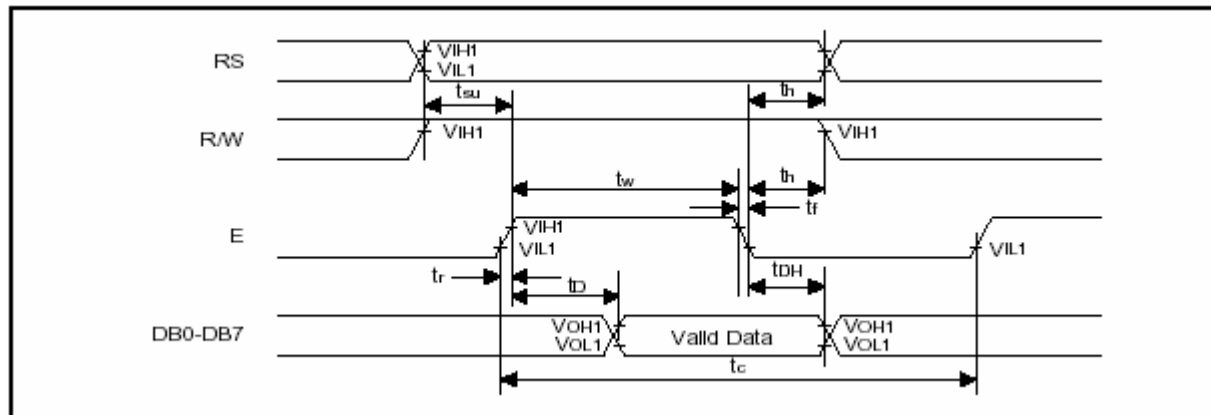 RS
VIH1
VIL1
tsu
th
R/W
VIH1
VIH1
tw
th
tf
E
VIH1
VIL1
VIL1
tr
tD
tDH
DB0-DB7
VOH1
VOL1
Valid Data
VOH1
VOL1
tc